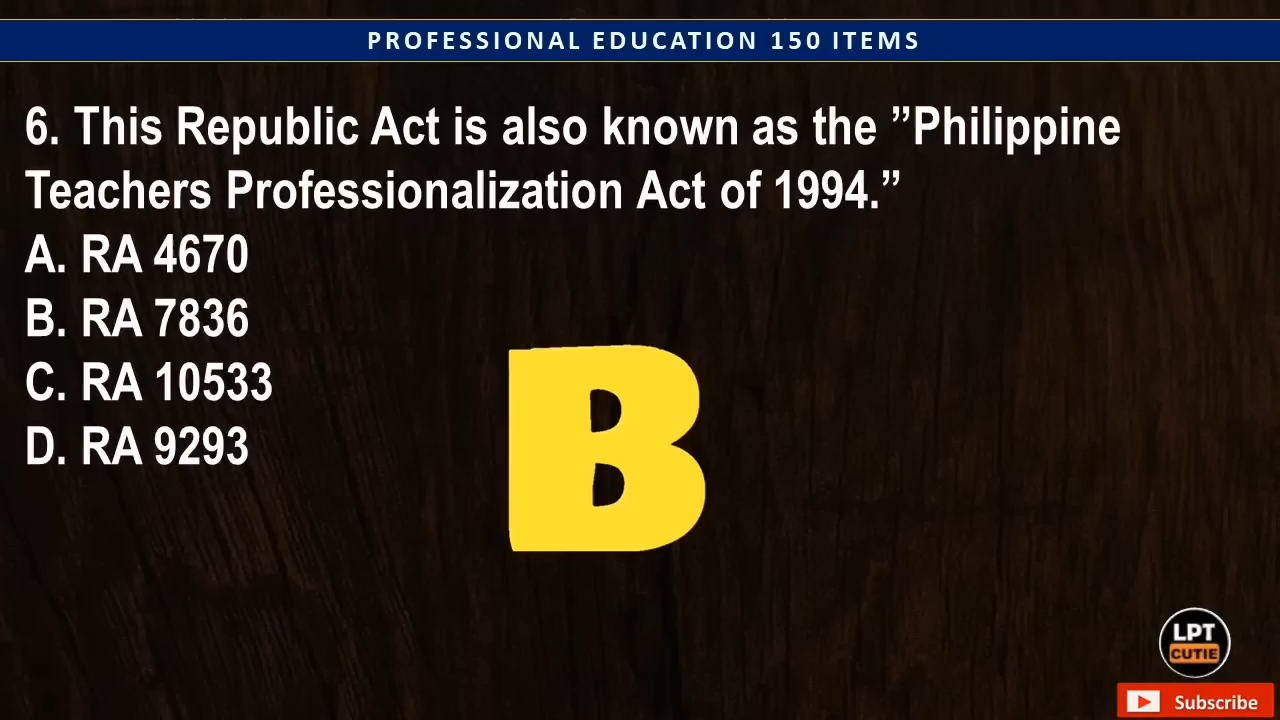 PROFESSIONAL EDUCATION 150 ITEMS
6. This Republic Act is also known as the ”Philippine
Teachers Professionalization Act of 1994.”
A. RA 4670
B. RA 7836
C. RA 10533
D. RA 9293
B
LPT
CUTIE
Subscribe